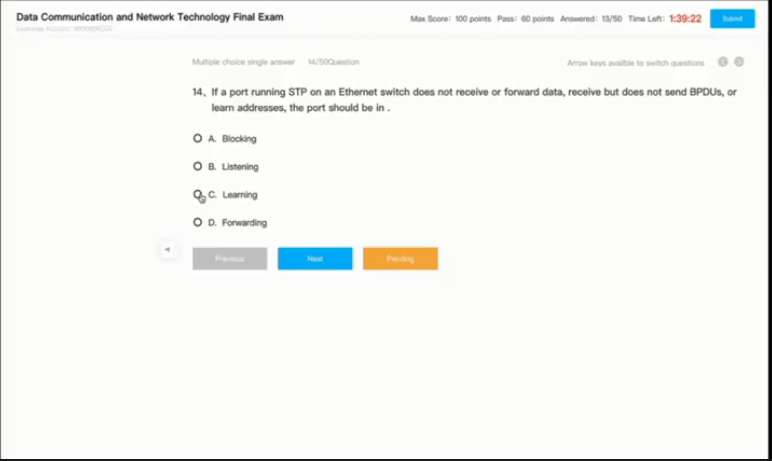 Data Communication and Network Technology Final Exam
Max Score: 100 points Pass: 60 points Answered: 13/50 Time Left: 1:39:22 Submit
Multiple choice single answer 14/50Question
Arrow keys availble to switch questions
14、If a port running STP on an Ethernet switch does not receive or forward data, receive but does not send BPDUs, or
learn addresses, the port should be in .
A. Blocking
B. Listening
C. Learning
D. Forwarding
Previous Next Pending